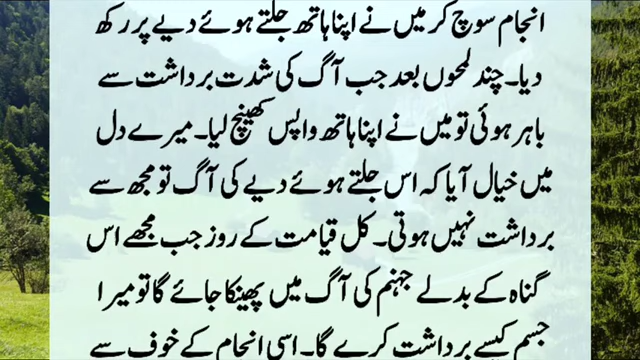 انجام سوچ کر میں نے اپنا ہاتھ جلتے ہوئے دیے پر رکھ
دیا۔ چند لمحوں بعد جب آگ کی شدت برداشت سے
باہر ہوئی تو میں نے اپنا ہاتھ واپس کھینچ لیا۔ میرے دل
میں خیال آیا کہ اس جلتے ہوئے دیے کی آگ تو مجھ سے
برداشت نہیں ہوتی۔ کل قیامت کے روز جب مجھے اس
گناہ کے بدلے جہنم کی آگ میں پھینکا جائے گا تو میرا
جسم کیسے برداشت کرے گا۔ اسی انجام کے خوف سے